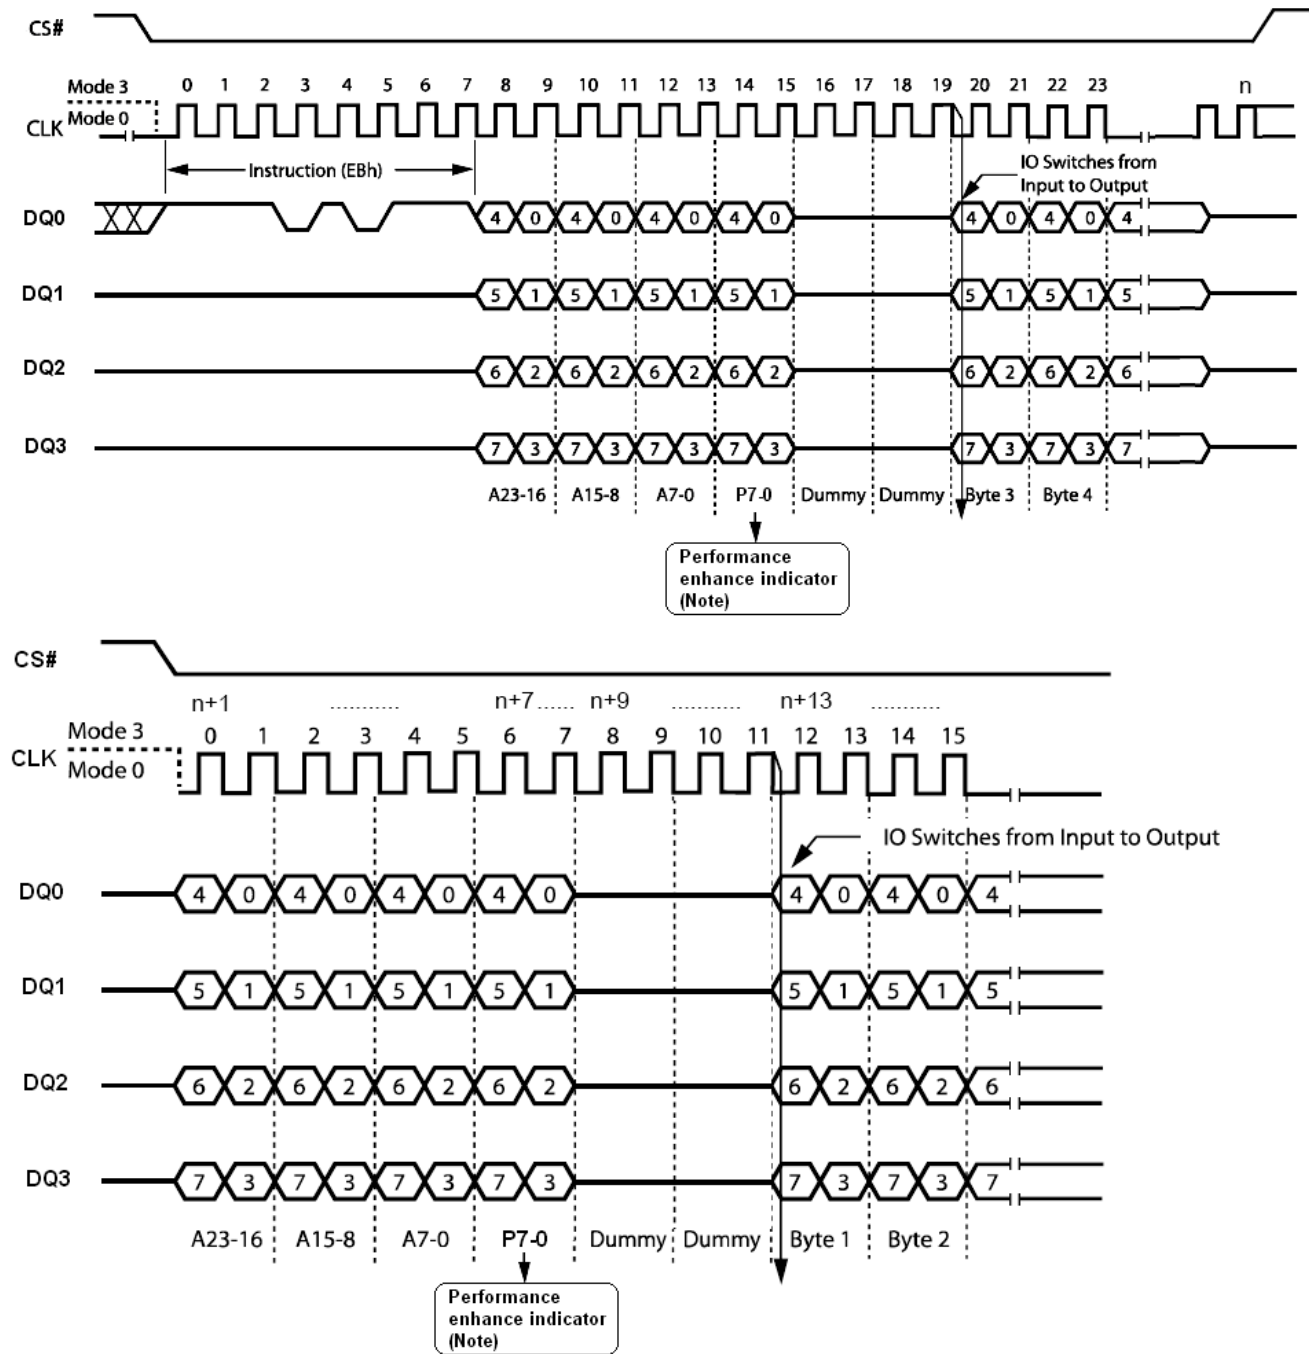 CS#
0 1 2 3 4 5 6 7 8 9 10 11 12 13 14 15 16 17 18 19 20 21 22 23 n
Mode 3
Mode 0
CLK
Instruction (EBh)
IO Switches from
Input to Output
DQ0 4 0 4 0 4 0 4 0 4 0 4 0 4
DQ1 5 1 5 1 5 1 5 1 5 1 5 1 5
DQ2 6 2 6 2 6 2 6 2 6 2 6 2 6
DQ3 7 3 7 3 7 3 7 3 7 3 7 3 7
A23-16 A15-8 A7-0 P7-0 Dummy Dummy Byte 3 Byte 4
Performance
enhance indicator
(Note)
CS#
n+1 ........... n+7 ...... n+9 ........... n+13 ...........
Mode 3
0 1 2 3 4 5 6 7 8 9 10 11 12 13 14 15
CLK
Mode 0
IO Switches from Input to Output
DQ0 4 0 4 0 4 0 4 0 4 0 4 0 4
DQ1 5 1 5 1 5 1 5 1 5 1 5 1 5
DQ2 6 2 6 2 6 2 6 2 6 2 6 2 6
DQ3 7 3 7 3 7 3 7 3 7 3 7 3 7
A23-16 A15-8 A7-0 P7-0 Dummy Dummy Byte 1 Byte 2
Performance
enhance indicator
(Note)